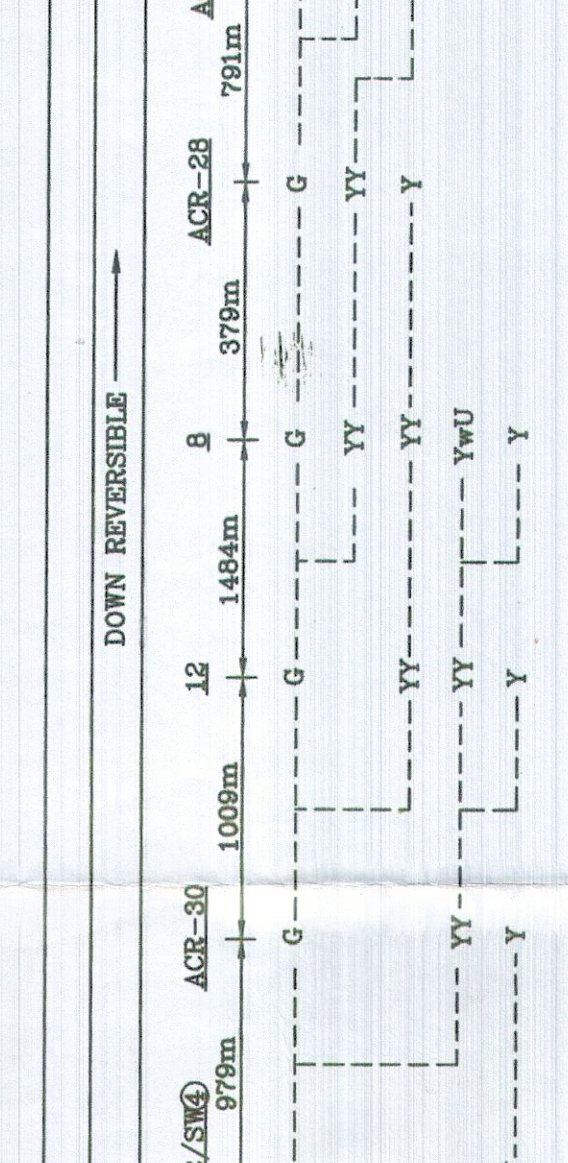 DOWN REVERSIBLE
/SW④ ACR-30 12 8 ACR-28
979m 1009m 1484m 379m 791m
G G G G
YY YY
YY YY Y
YY YY YwU
Y Y Y